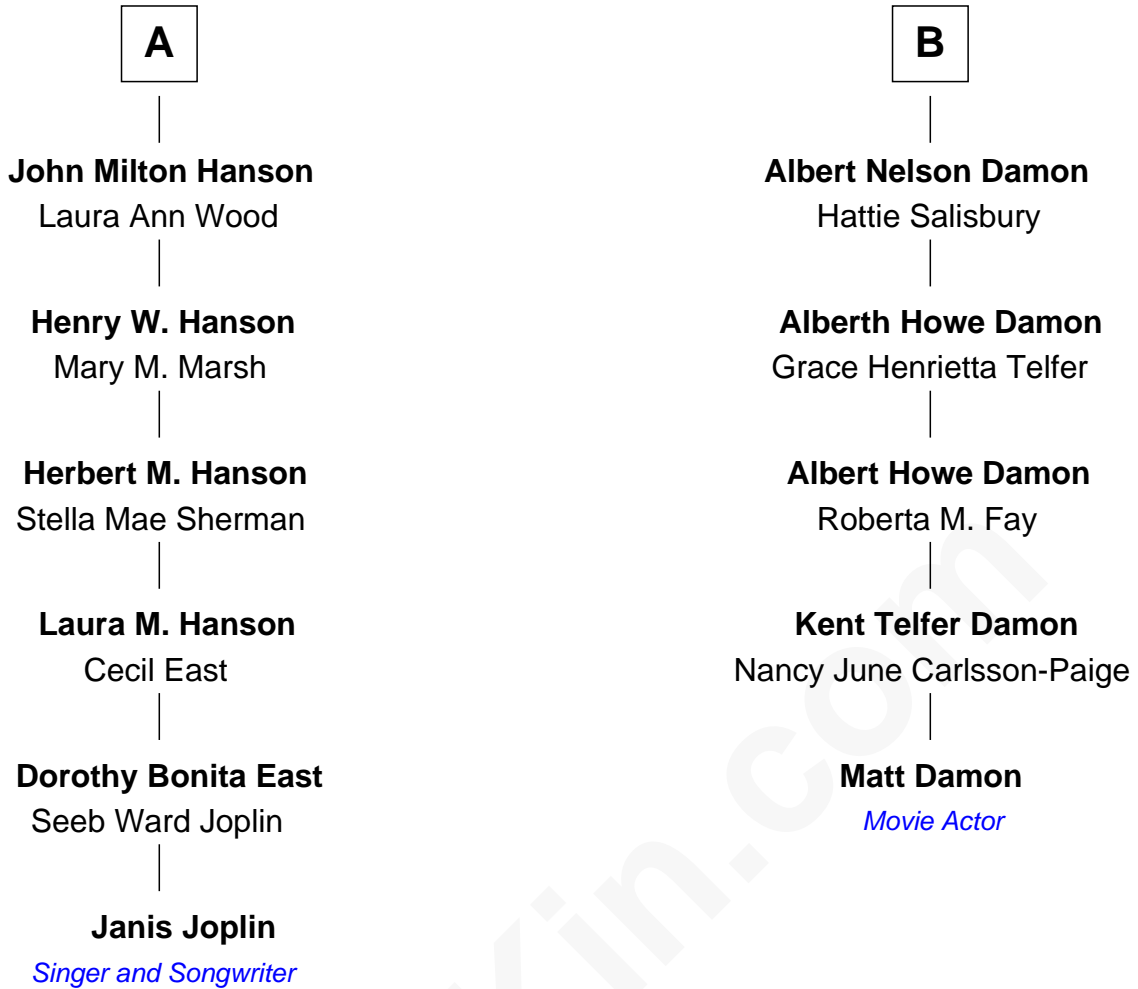 A
John Milton Hanson
Laura Ann Wood
Henry W. Hanson
Mary M. Marsh
Herbert M. Hanson
Stella Mae Sherman
Laura M. Hanson
Cecil East
Dorothy Bonita East
Seeb Ward Joplin
Janis Joplin
Singer and Songwriter
B
Albert Nelson Damon
Hattie Salisbury
Alberth Howe Damon
Grace Henrietta Telfer
Albert Howe Damon
Roberta M. Fay
Kent Telfer Damon
Nancy June Carlsson-Paige
Matt Damon
Movie Actor